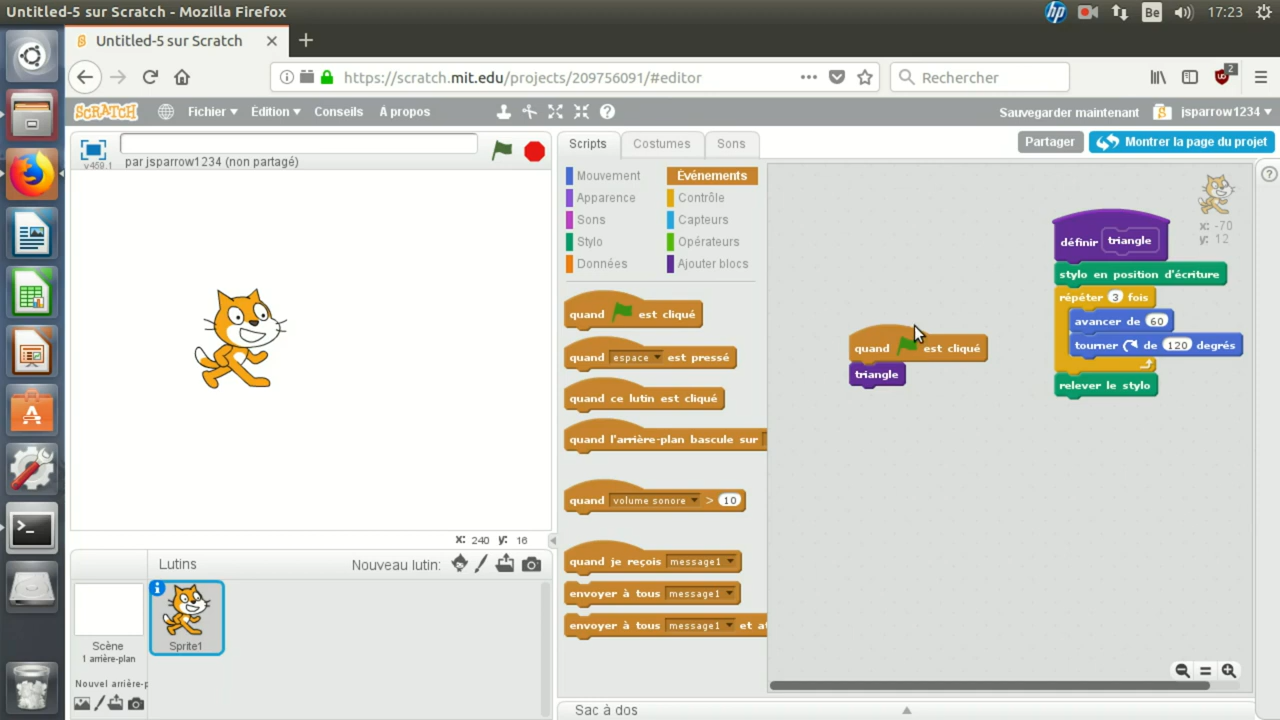 Untitled-5 sur Scratch - Mozilla Firefox
Be
17:23
Untitled-5 sur Scratch
https://scratch.mit.edu/projects/209756091/#editor
Rechercher
2
SCRATCH
Fichier
Édition
Conseils
À propos
Sauvegarder maintenant
jsparrow1234
v459.1
par jsparrow1234 (non partagé)
Scripts
Costumes
Sons
Partager
Montrer la page du projet
Mouvement
Événements
Apparence
Contrôle
Sons
Capteurs
Stylo
Opérateurs
Données
Ajouter blocs
quand est cliqué
quand espace est pressé
quand ce lutin est cliqué
quand l'arrière-plan bascule sur
quand volume sonore > 10
quand je reçois message1
envoyer à tous message1
envoyer à tous message1 et at
quand est cliqué
triangle
x: -70
y: 12
définir triangle
stylo en position d'écriture
répéter 3 fois
avancer de 60
tourner de 120 degrés
relever le stylo
x: 240 y: 16
Lutins
Nouveau lutin:
Scène
1 arrière-plan
Sprite1
Nouvel arrière-p
Sac à dos